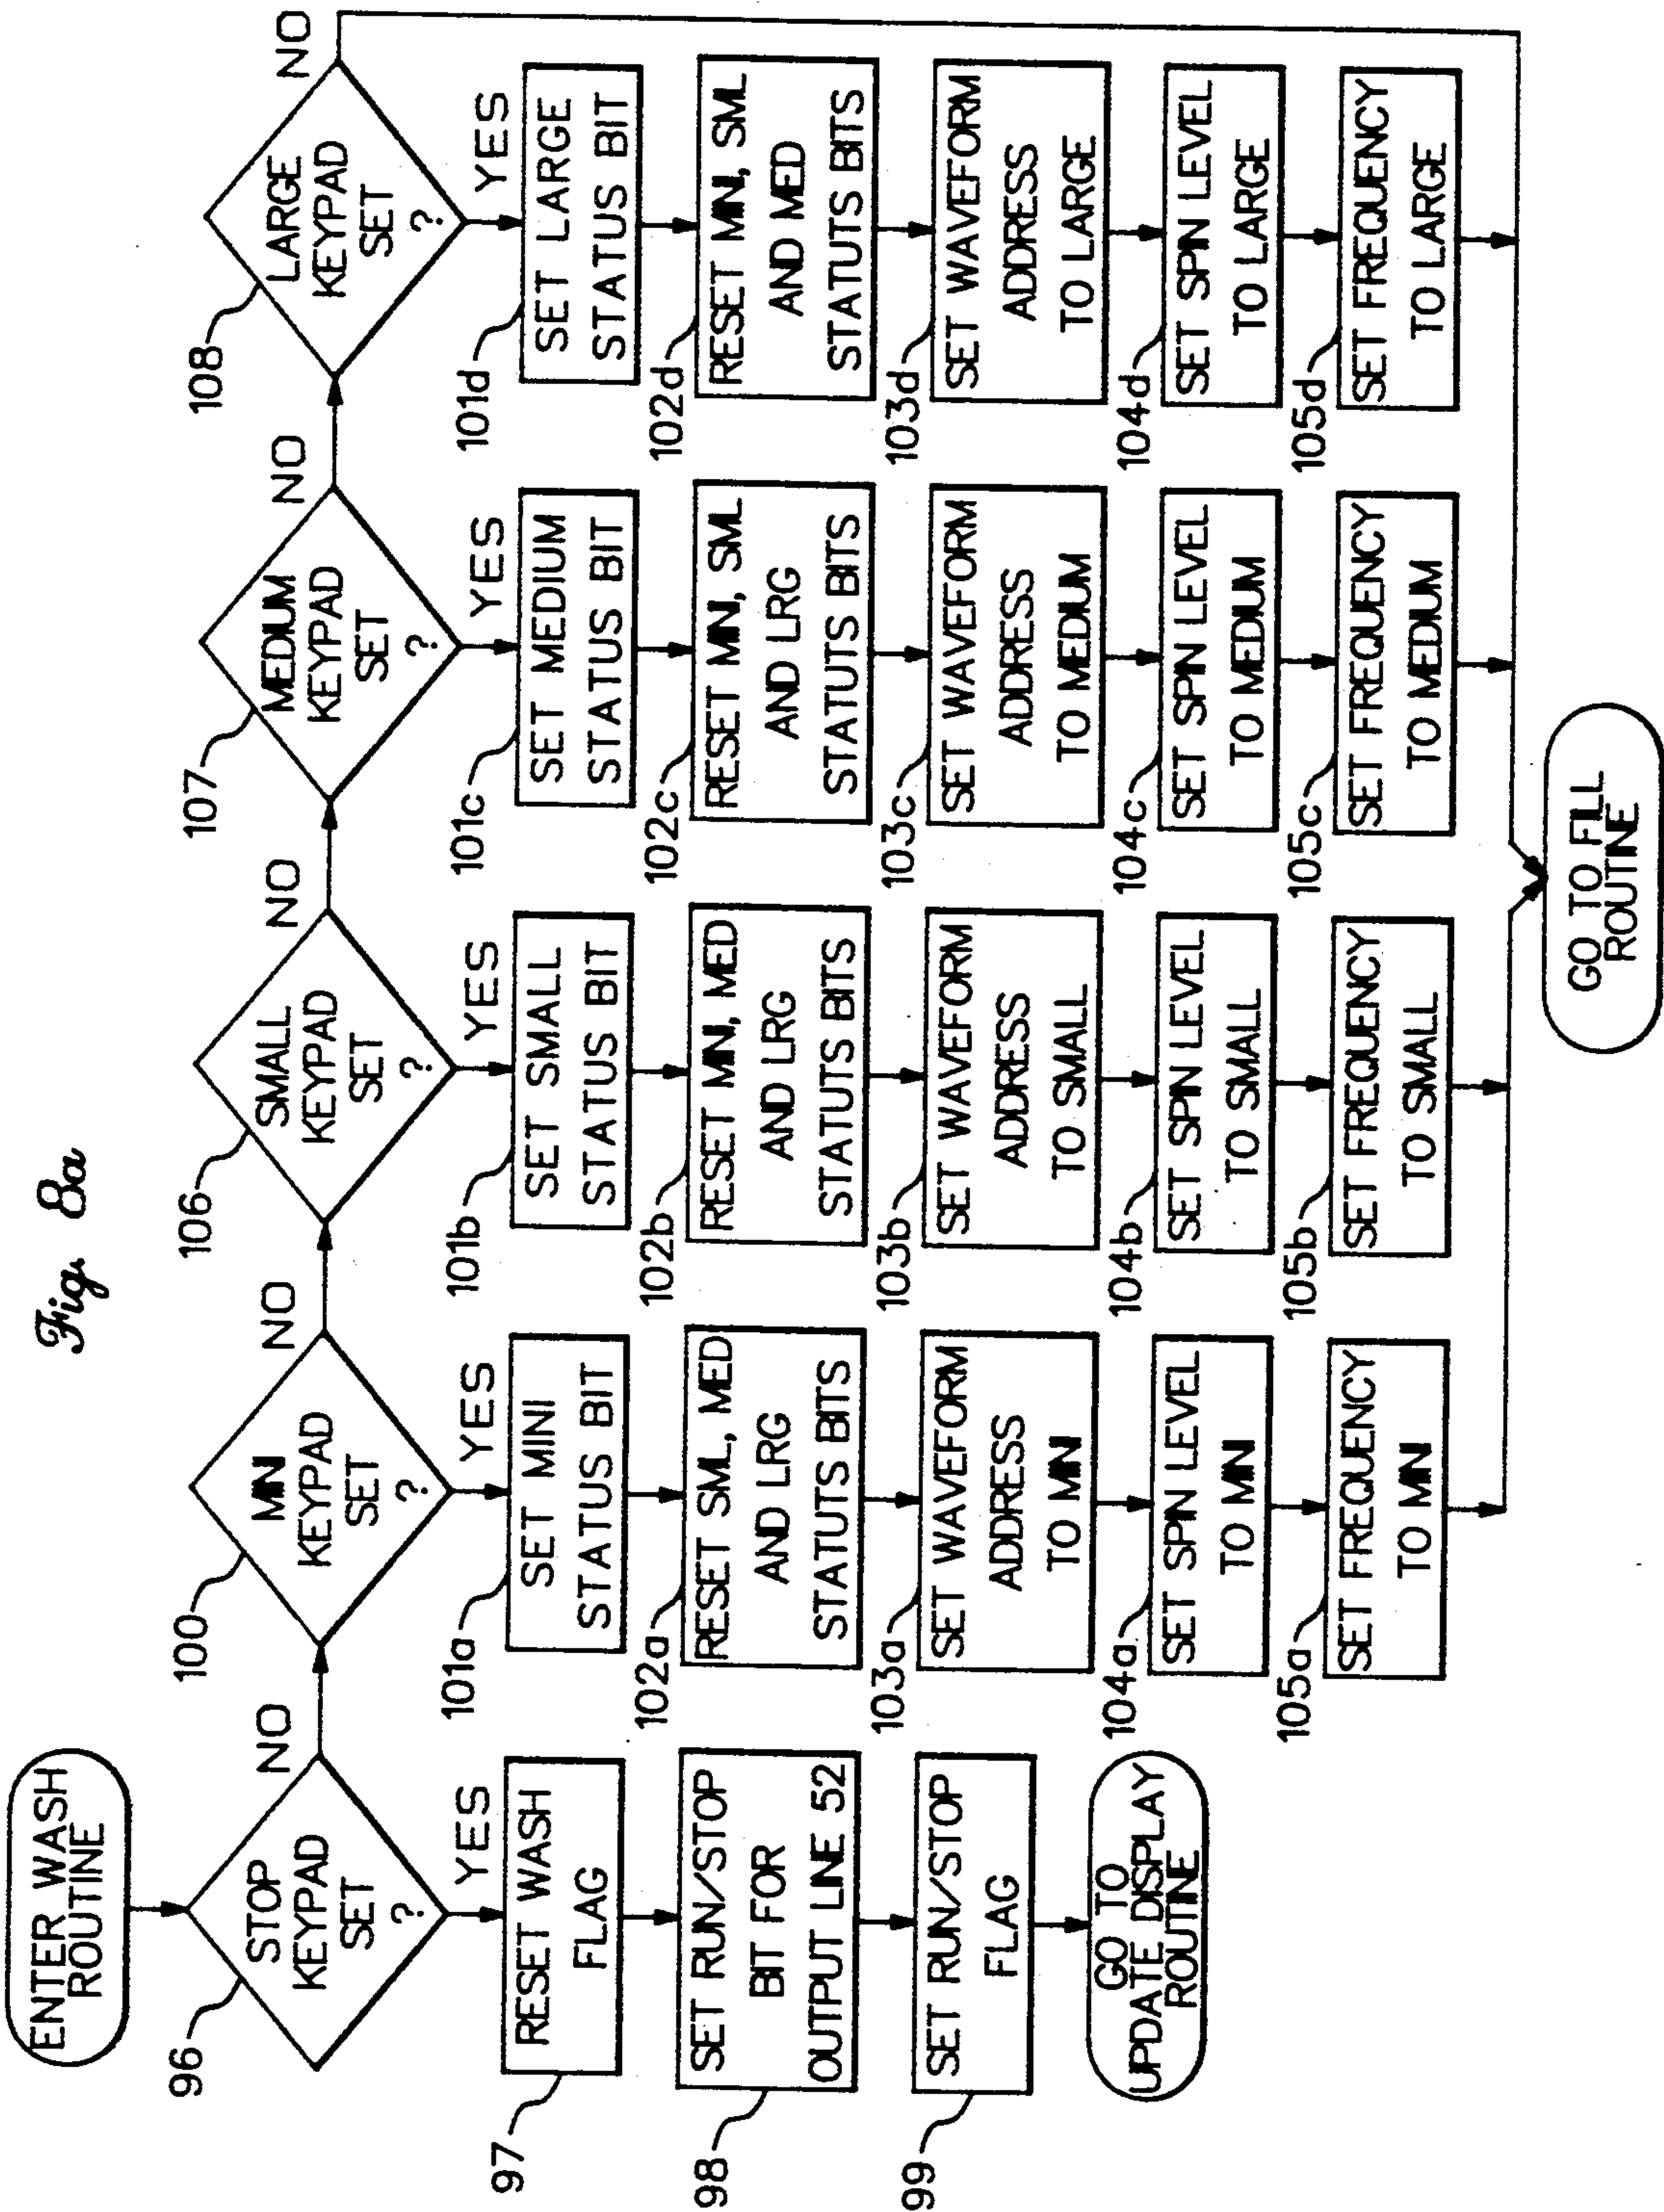 Fig. 8a
ENTER WASH
ROUTINE
96
STOP
KEYPAD
SET
?
NO
YES
97
RESET WASH
FLAG
98
SET RUN/STOP
BIT FOR
OUTPUT LINE 52
99
SET RUN/STOP
FLAG
GO TO
UPDATE DISPLAY
ROUTINE
100
MINI
KEYPAD
SET
?
NO
YES
101a
SET MINI
STATUS BIT
102a
RESET SML, MED
AND LRG
STATUTS BITS
103a
SET WAVEFORM
ADDRESS
TO MINI
104a
SET SPIN LEVEL
TO MINI
105a
SET FREQUENCY
TO MINI
106
SMALL
KEYPAD
SET
?
NO
YES
101b
SET SMALL
STATUS BIT
102b
RESET MINI, MED
AND LRG
STATUTS BITS
103b
SET WAVEFORM
ADDRESS
TO SMALL
104b
SET SPIN LEVEL
TO SMALL
105b
SET FREQUENCY
TO SMALL
107
MEDIUM
KEYPAD
SET
?
NO
YES
101c
SET MEDIUM
STATUS BIT
102c
RESET MINI, SML
AND LRG
STATUTS BITS
103c
SET WAVEFORM
ADDRESS
TO MEDIUM
104c
SET SPIN LEVEL
TO MEDIUM
105c
SET FREQUENCY
TO MEDIUM
108
LARGE
KEYPAD
SET
?
NO
YES
101d
SET LARGE
STATUS BIT
102d
RESET MINI, SML
AND MED
STATUTS BITS
103d
SET WAVEFORM
ADDRESS
TO LARGE
104d
SET SPIN LEVEL
TO LARGE
105d
SET FREQUENCY
TO LARGE
GO TO FILL
ROUTINE